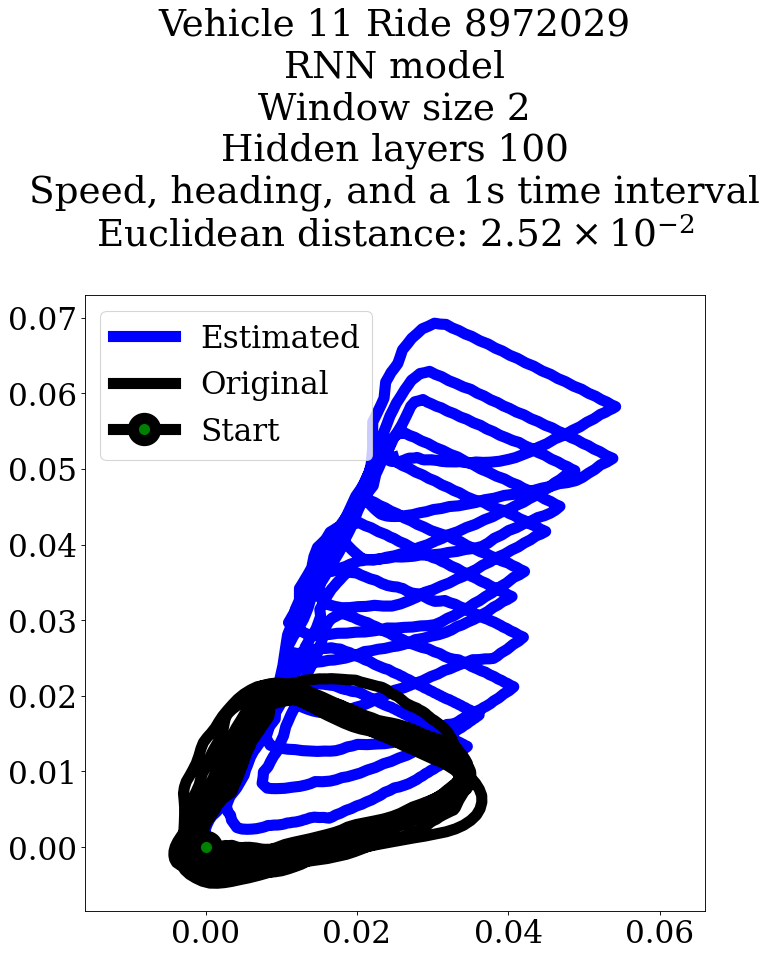 Vehicle 11 Ride 8972029
RNN model
Window size 2
Hidden layers 100
Speed, heading, and a 1s time interval
Euclidean distance: 2.52 × 10⁻²
Estimated
Original
Start
0.07
0.06
0.05
0.04
0.03
0.02
0.01
0.00
0.00 0.02 0.04 0.06